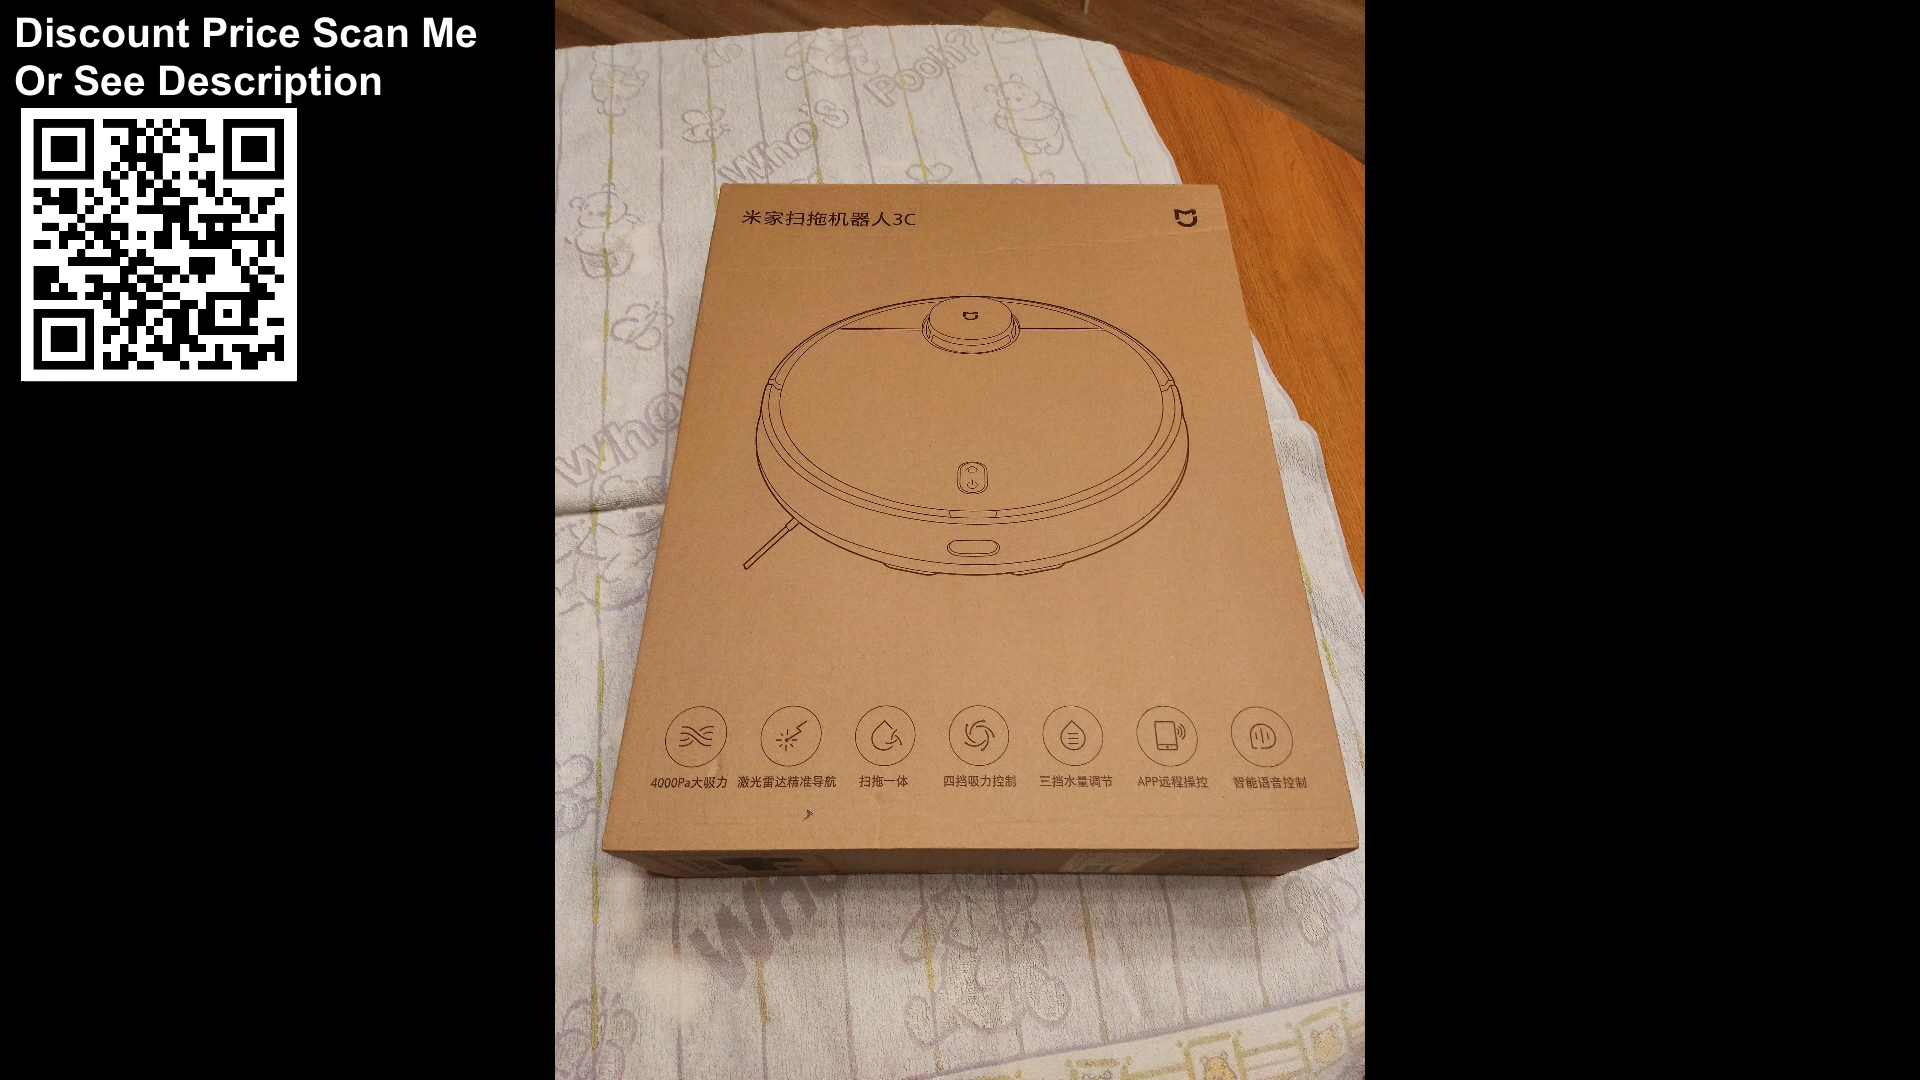 Discount Price Scan Me
Or See Description
Who's
Pooh?
米家扫拖机器人3C
Who's
4000Pa大吸力
激光雷达精准导航
扫拖一体
四挡吸力控制
三挡水量调节
APP远程操控
智能语音控制